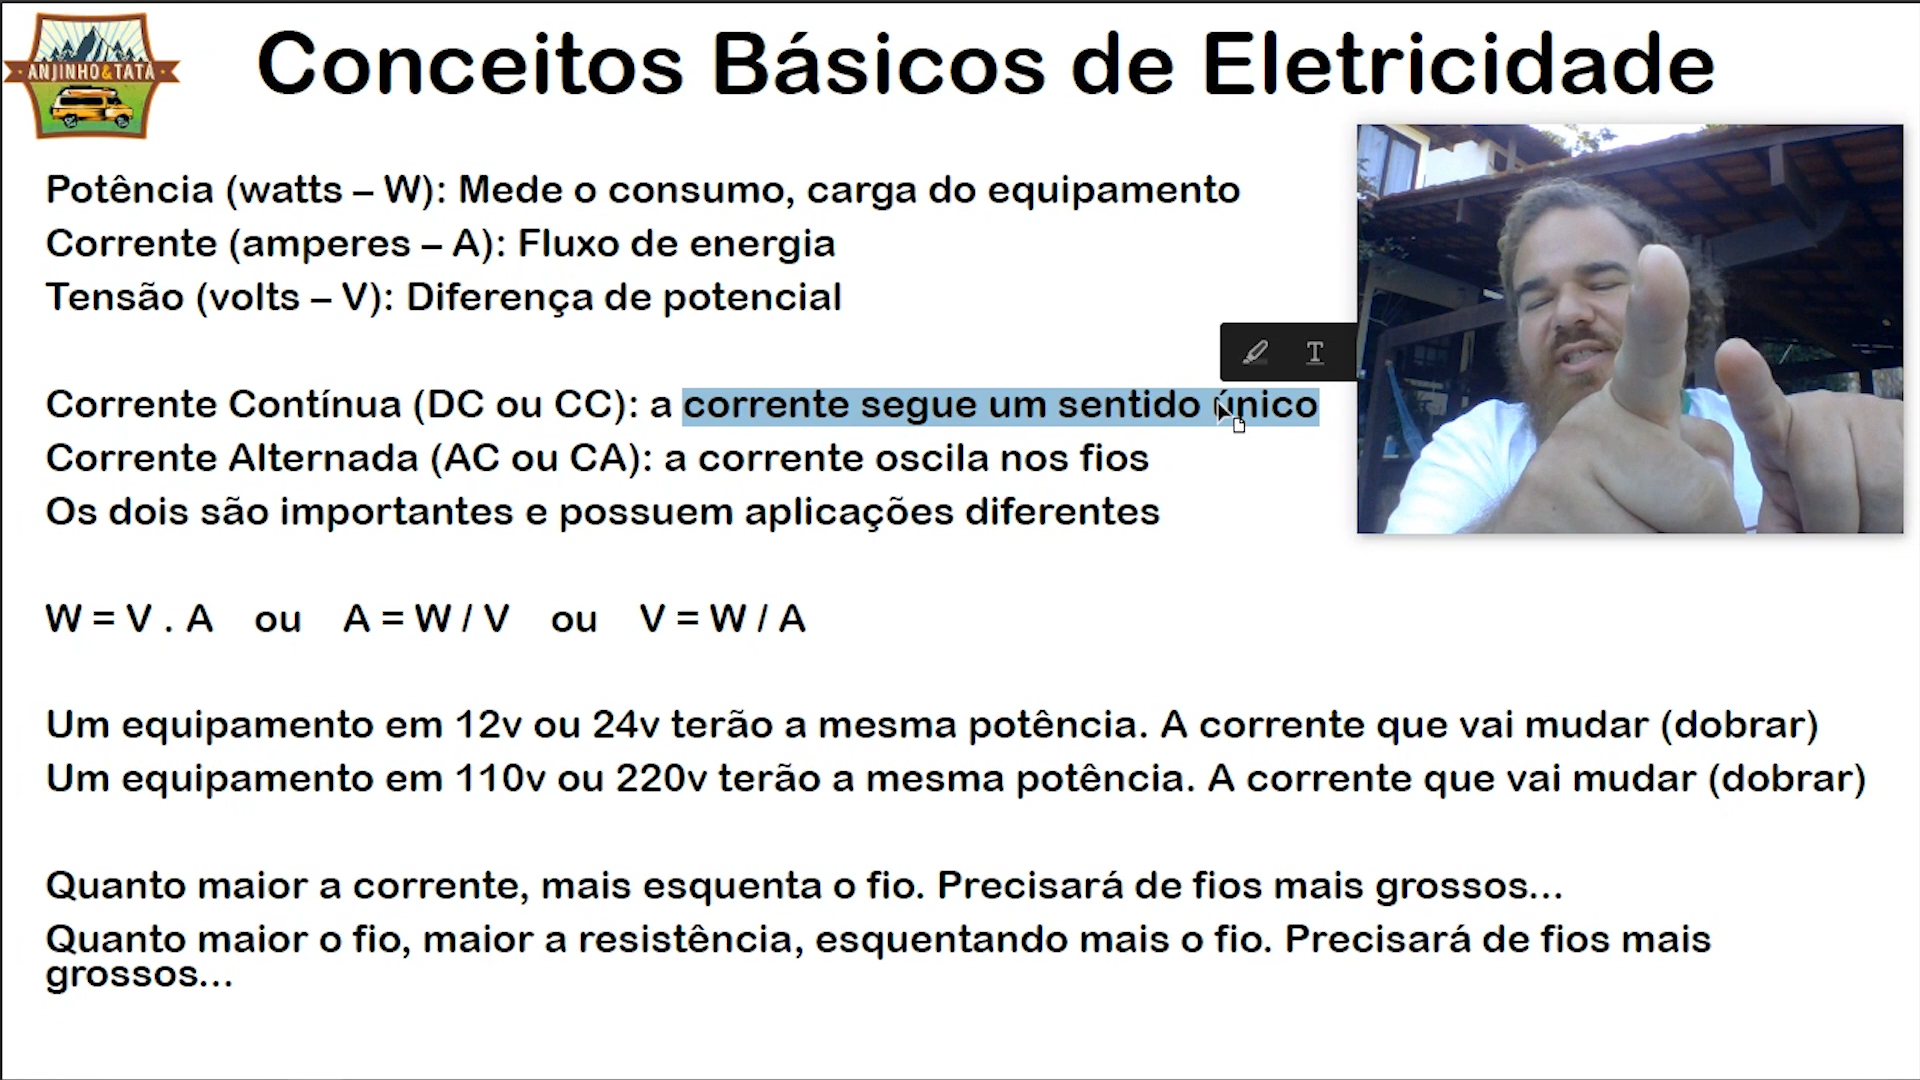 ANJINHO&TATÁ
Conceitos Básicos de Eletricidade
Potência (watts – W): Mede o consumo, carga do equipamento
Corrente (amperes – A): Fluxo de energia
Tensão (volts – V): Diferença de potencial
T
Corrente Contínua (DC ou CC): a corrente segue um sentido único
Corrente Alternada (AC ou CA): a corrente oscila nos fios
Os dois são importantes e possuem aplicações diferentes
W = V . A ou A = W / V ou V = W / A
Um equipamento em 12v ou 24v terão a mesma potência. A corrente que vai mudar (dobrar)
Um equipamento em 110v ou 220v terão a mesma potência. A corrente que vai mudar (dobrar)
Quanto maior a corrente, mais esquenta o fio. Precisará de fios mais grossos...
Quanto maior o fio, maior a resistência, esquentando mais o fio. Precisará de fios mais
grossos...